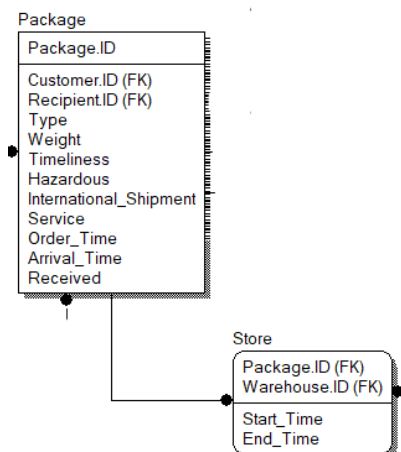 Package
Package.ID
Customer.ID (FK)
Recipient.ID (FK)
Type
Weight
Timeliness
Hazardous
International_Shipment
Service
Order_Time
Arrival_Time
Received
Store
Package.ID (FK)
Warehouse.ID (FK)
Start_Time
End_Time